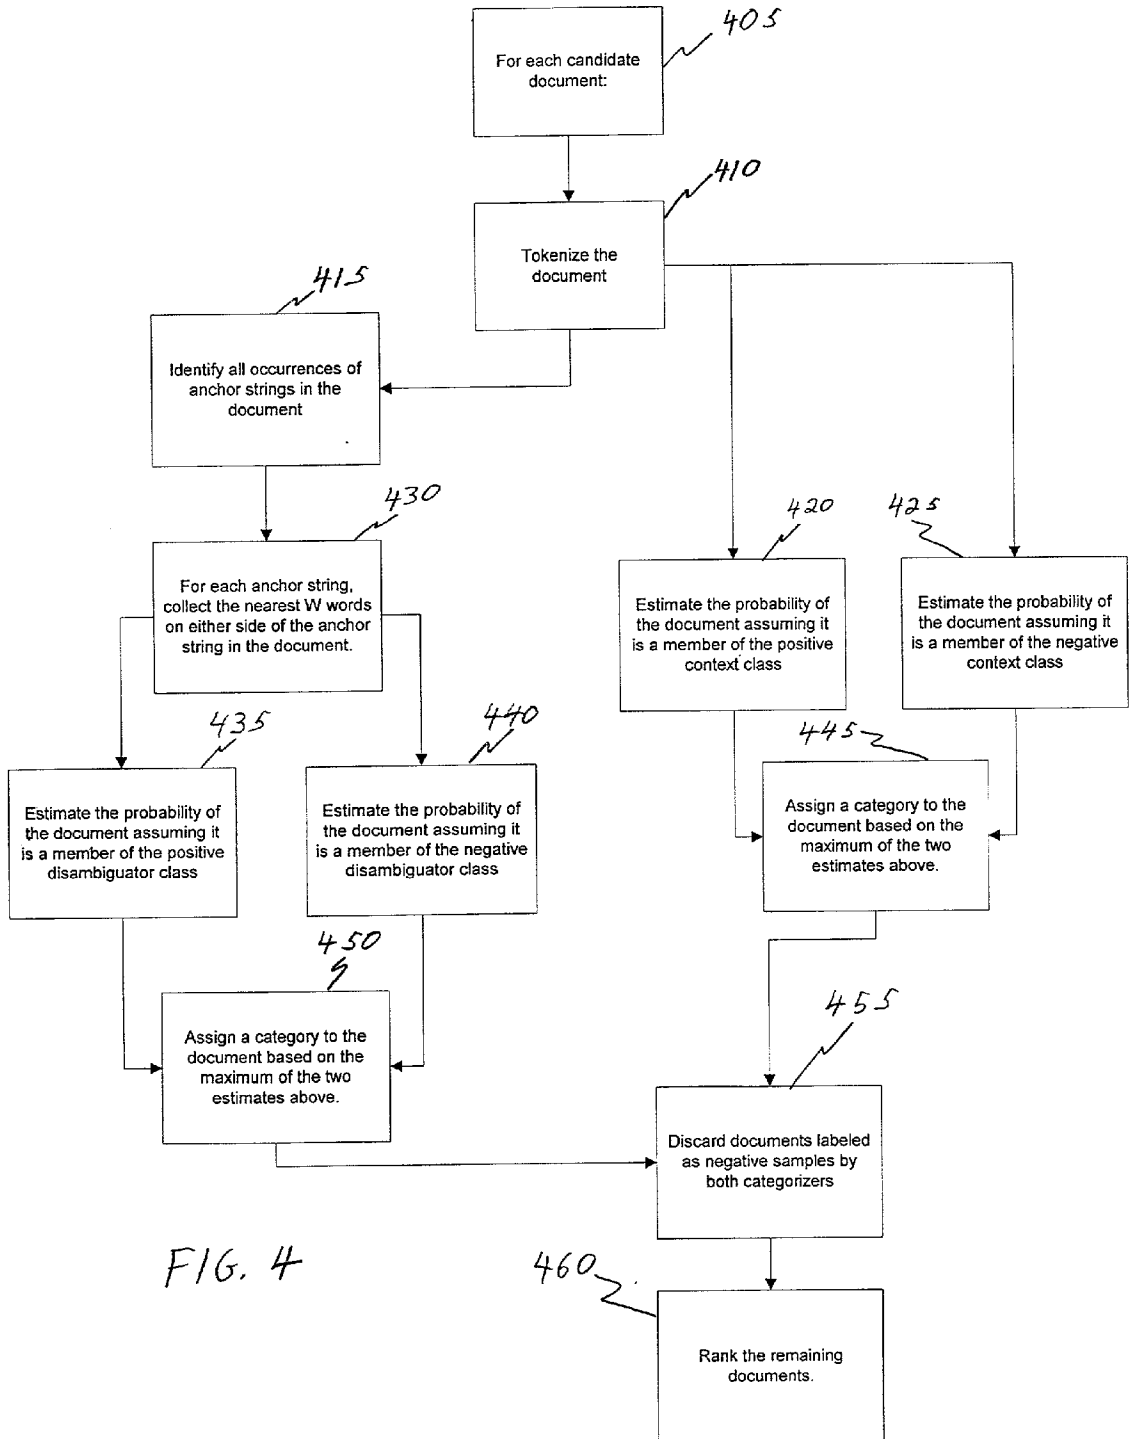 405
For each candidate
document:
410
Tokenize the
document
415
Identify all occurrences of
anchor strings in the
document
430
For each anchor string,
collect the nearest W words
on either side of the anchor
string in the document.
420
Estimate the probability of
the document assuming it
is a member of the positive
context class
425
Estimate the probability of
the document assuming it
is a member of the negative
context class
435
Estimate the probability of
the document assuming it
is a member of the positive
disambiguator class
440
Estimate the probability of
the document assuming it
is a member of the negative
disambiguator class
445
Assign a category to the
document based on the
maximum of the two
estimates above.
450
Assign a category to the
document based on the
maximum of the two
estimates above.
455
Discard documents labeled
as negative samples by
both categorizers
460
Rank the remaining
documents.
FIG. 4